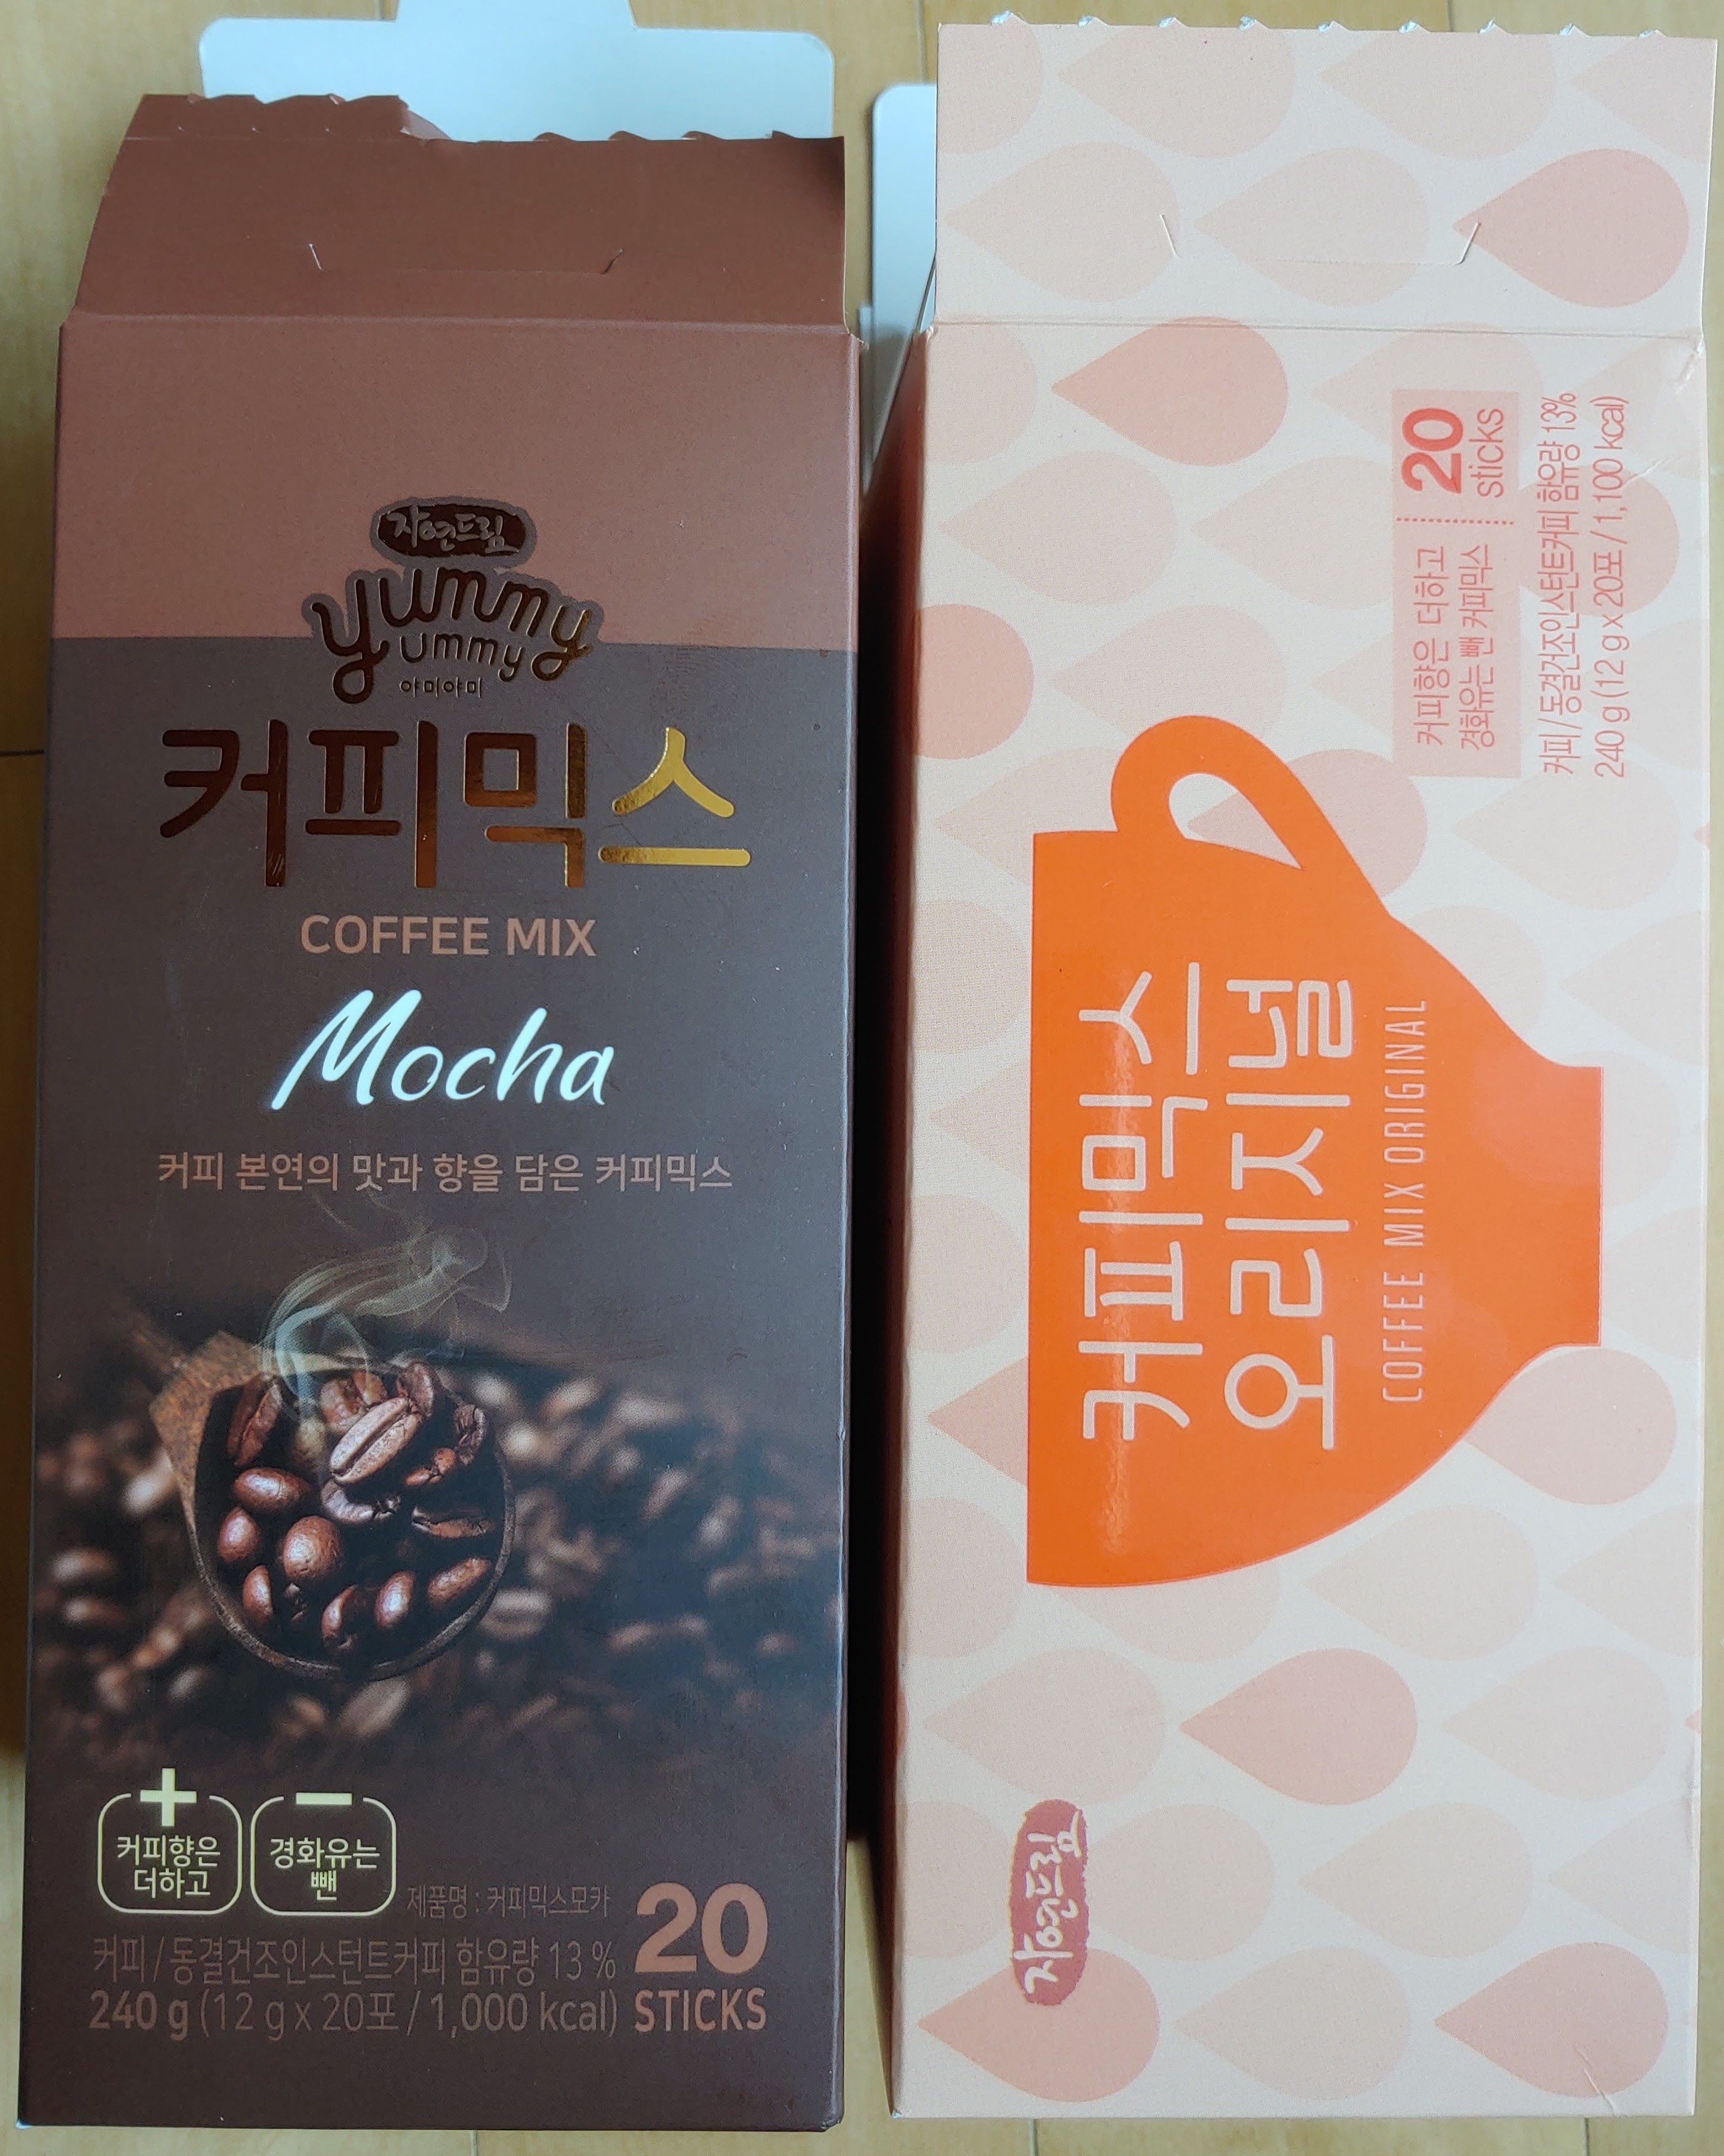 자연드림
yummy
ummy
야미야미
커피믹스
COFFEE MIX
Mocha
커피 본연의 맛과 향을 담은 커피믹스
+
커피향은
더하고
−
경화유는
뺀
제품명 : 커피믹스모카
커피 / 동결건조인스턴트커피 함유량 13 %
240 g (12 g x 20포 / 1,000 kcal)
20
STICKS
자연드림
커피믹스
오리지널
COFFEE MIX ORIGINAL
커피향은 더하고
경화유는 뺀 커피믹스
20
sticks
커피 / 동결건조인스턴트커피 함유량 13%
240 g (12 g x 20포 / 1,100 kcal)